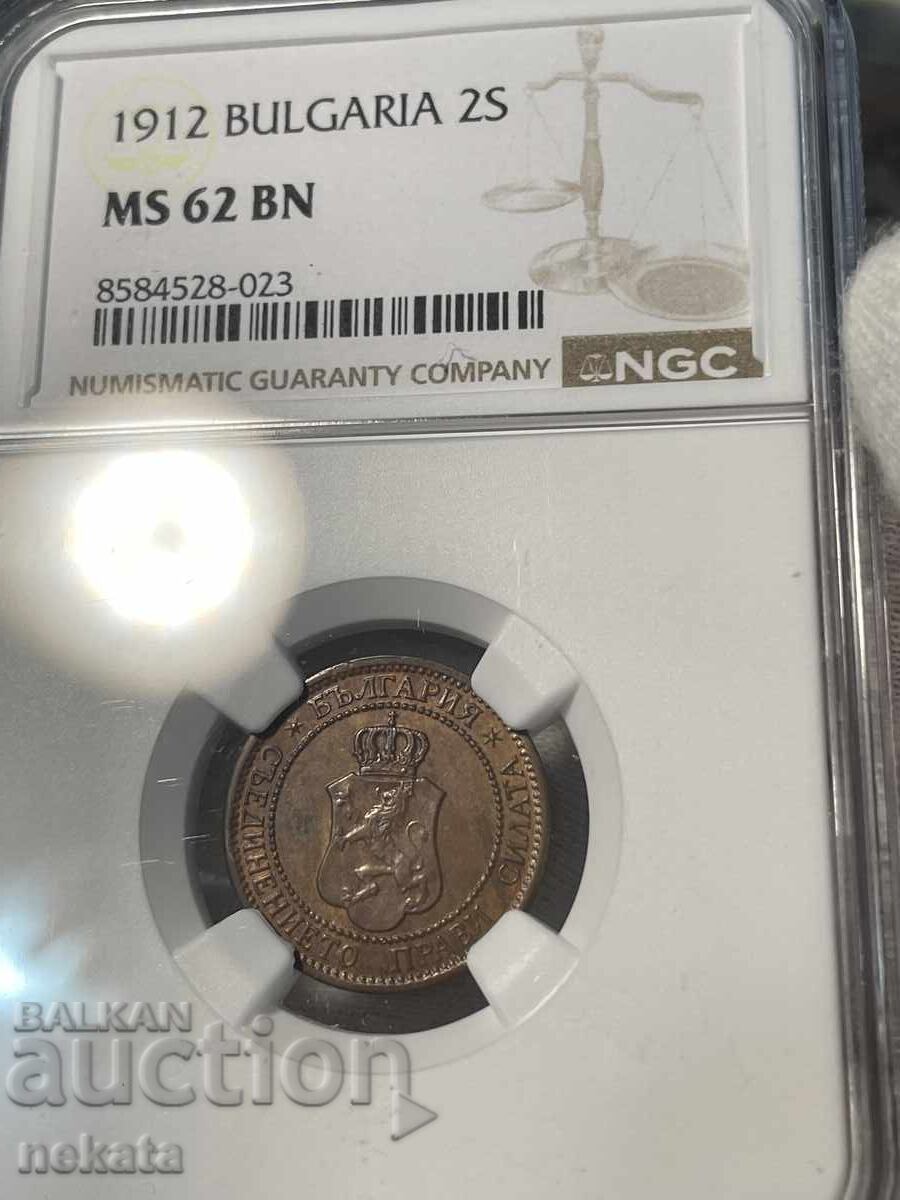 1912 BULGARIA 2S
MS 62 BN
8584528-023
NUMISMATIC GUARANTY COMPANY NGC
* БЪЛГАРИЯ *
СЪЕДИНЕНИЕТО ПРАВИ СИЛАТА
BALKAN
auction
nekata